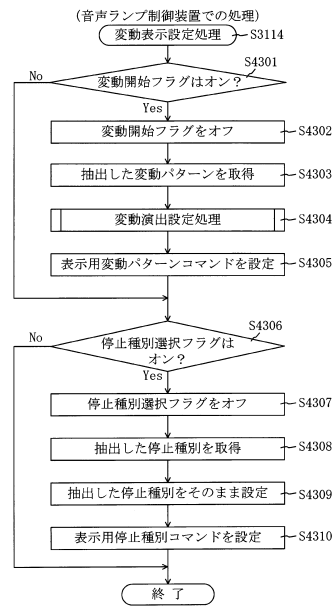 (音声ランプ制御装置での処理)
変動表示設定処理
S3114
S4301
No
変動開始フラグはオン?
Yes
変動開始フラグをオフ
S4302
抽出した変動パターンを取得
S4303
変動演出設定処理
S4304
表示用変動パターンコマンドを設定
S4305
S4306
No
停止種別選択フラグは
オン?
Yes
停止種別選択フラグをオフ
S4307
抽出した停止種別を取得
S4308
抽出した停止種別をそのまま設定
S4309
表示用停止種別コマンドを設定
S4310
終了